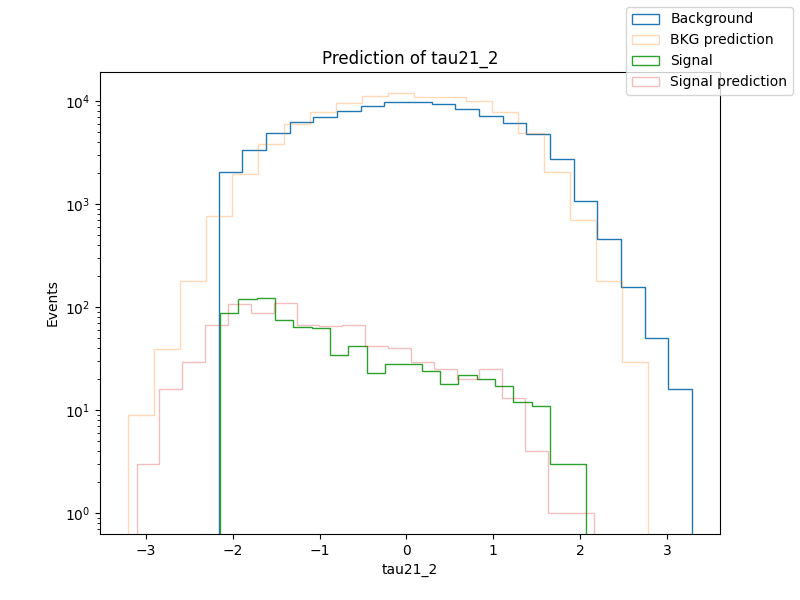 Prediction of tau21_2
Background
BKG prediction
Signal
Signal prediction
Events
10^4
10^3
10^2
10^1
10^0
−3
−2
−1
0
1
2
3
tau21_2